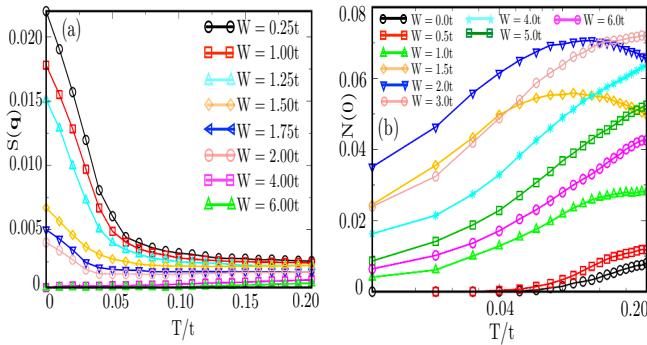 (a)
S(q)
0.022
0.020
0.015
0.010
0.005
0
0
0.05
0.10
0.15
0.20
T/t
W = 0.25t
W = 1.00t
W = 1.25t
W = 1.50t
W = 1.75t
W = 2.00t
W = 4.00t
W = 6.00t
(b)
N(0)
0.08
0.06
0.04
0.02
0
0.04
0.20
T/t
W = 0.0t
W = 0.5t
W = 1.0t
W = 1.5t
W = 2.0t
W = 3.0t
W = 4.0t
W = 5.0t
W = 6.0t